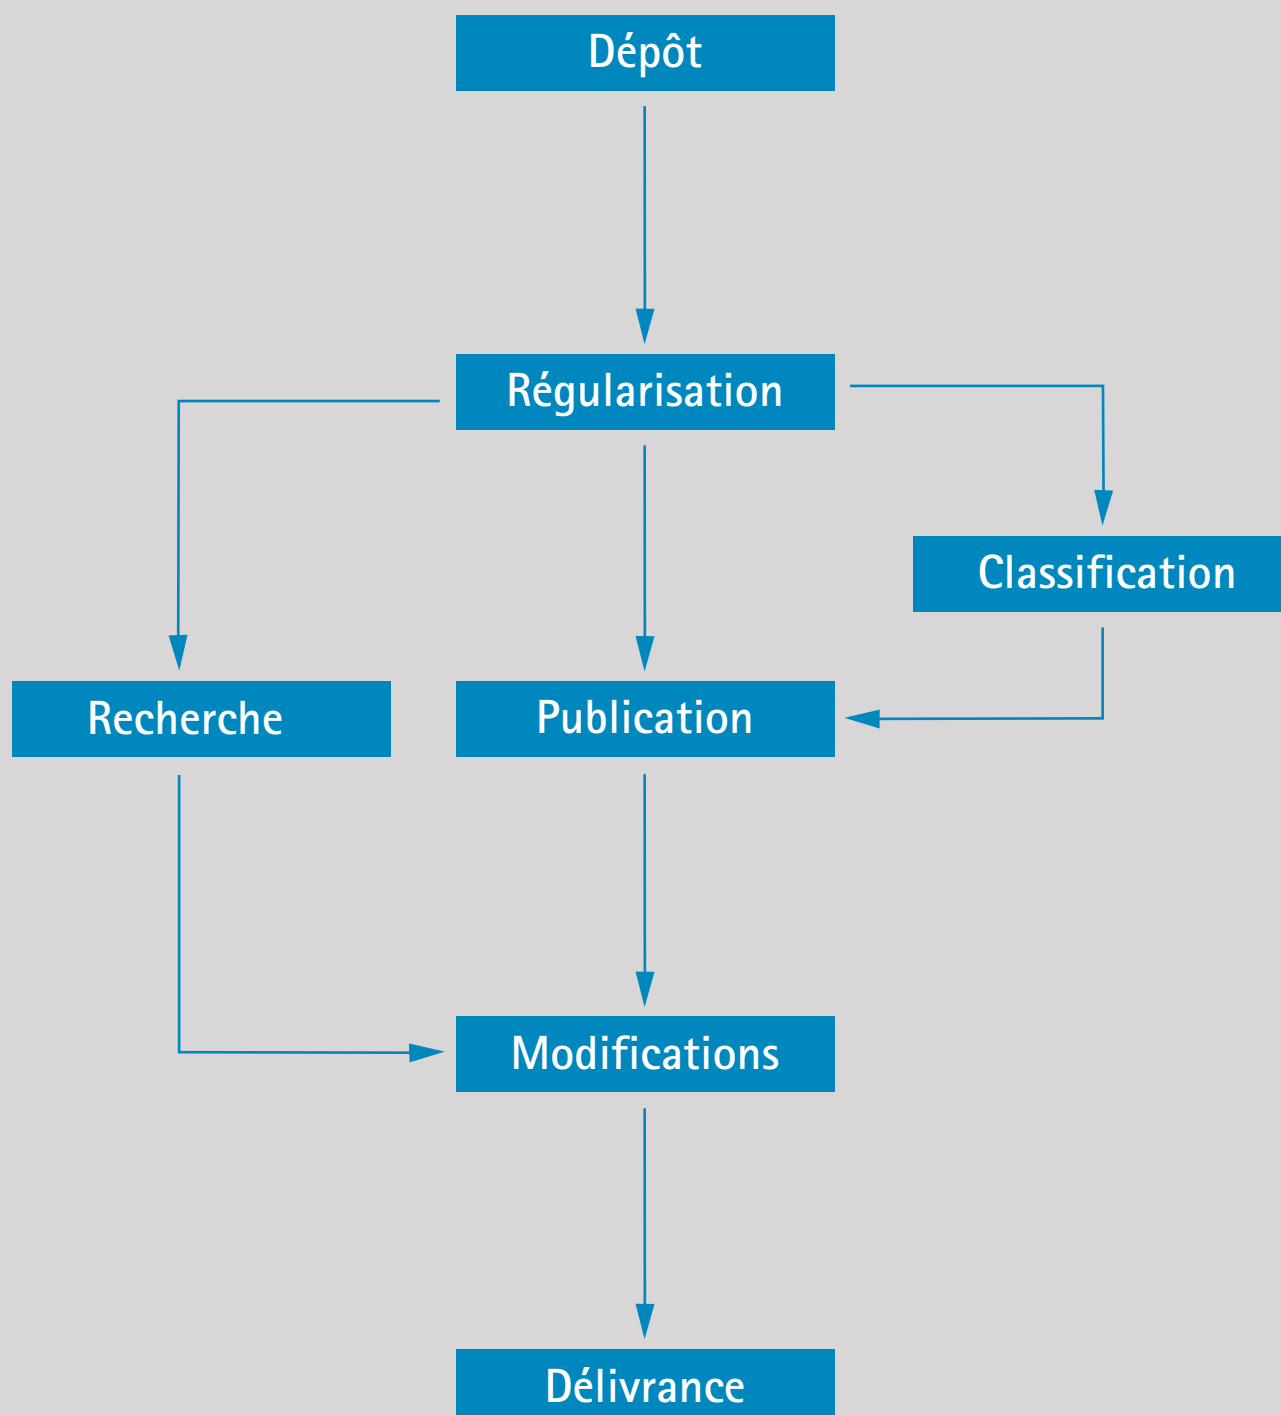 Dépôt
Régularisation
Classification
Recherche
Publication
Modifications
Délivrance